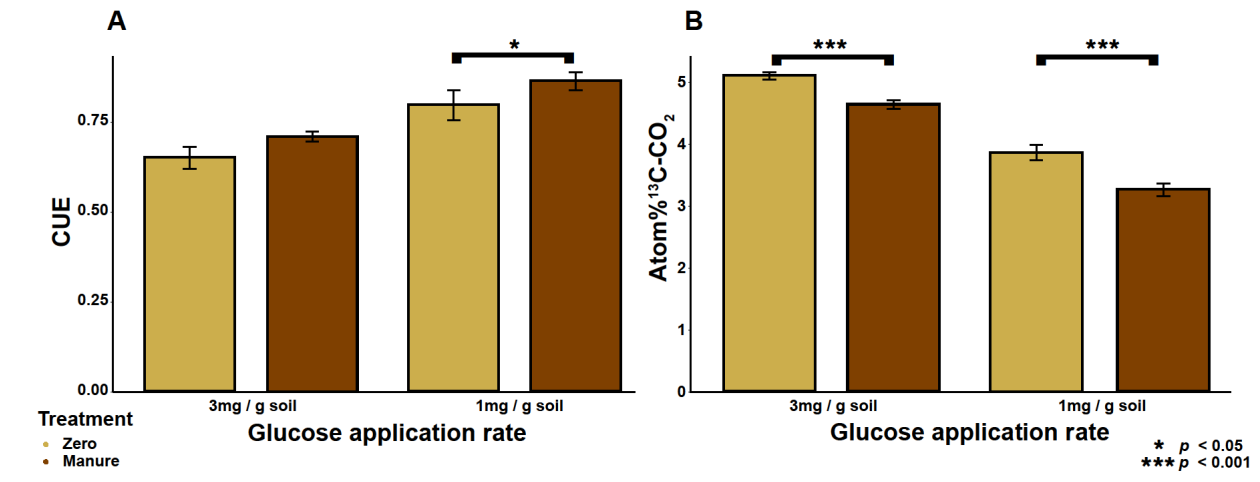 A
B
*
***
***
CUE
0.75
0.50
0.25
0.00
3mg / g soil
1mg / g soil
Glucose application rate
Atom%¹³C-CO₂
5
4
3
2
1
0
3mg / g soil
1mg / g soil
Glucose application rate
Treatment
Zero
Manure
* p < 0.05
*** p < 0.001